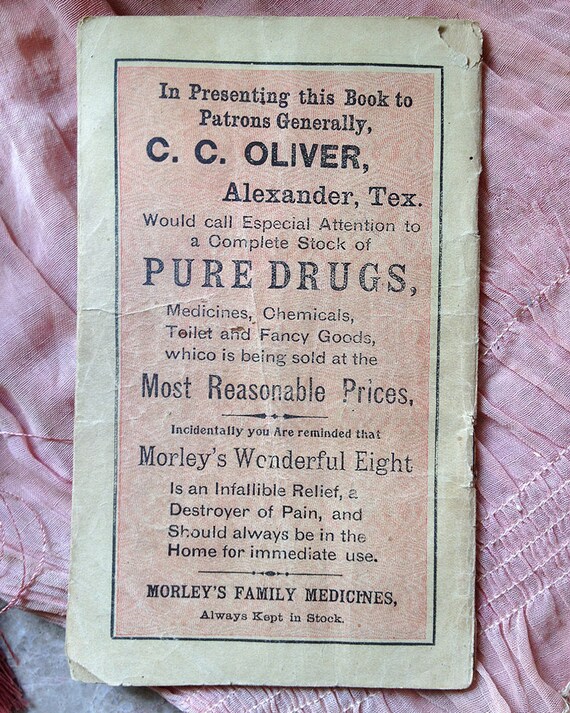 In Presenting this Book to
Patrons Generally,
C. C. OLIVER,
Alexander, Tex.
Would call Especial Attention to
a Complete Stock of
PURE DRUGS,
Medicines, Chemicals,
Toilet and Fancy Goods,
whico is being sold at the
Most Reasonable Prices,
Incidentally you Are reminded that
Morley's Wonderful Eight
Is an Infallible Relief, a
Destroyer of Pain, and
Should always be in the
Home for immediate use.
MORLEY'S FAMILY MEDICINES,
Always Kept in Stock.